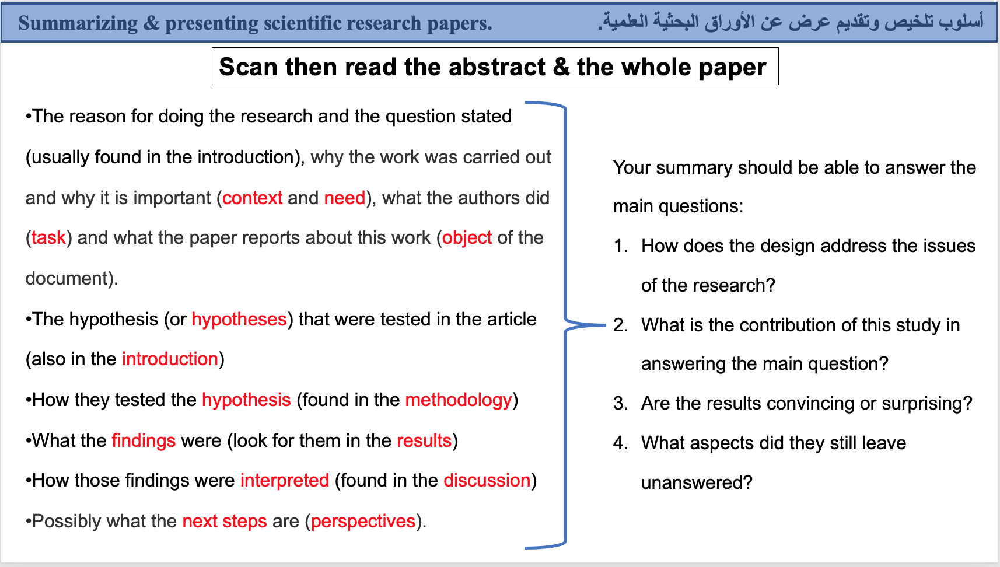 Summarizing & presenting scientific research papers.
أسلوب تلخيص وتقديم عرض عن الأوراق البحثية العلمية.
Scan then read the abstract & the whole paper
•The reason for doing the research and the question stated
(usually found in the introduction), why the work was carried out
and why it is important (context and need), what the authors did
(task) and what the paper reports about this work (object of the
document).
•The hypothesis (or hypotheses) that were tested in the article
(also in the introduction)
•How they tested the hypothesis (found in the methodology)
•What the findings were (look for them in the results)
•How those findings were interpreted (found in the discussion)
•Possibly what the next steps are (perspectives).
Your summary should be able to answer the
main questions:
1. How does the design address the issues
of the research?
2. What is the contribution of this study in
answering the main question?
3. Are the results convincing or surprising?
4. What aspects did they still leave
unanswered?